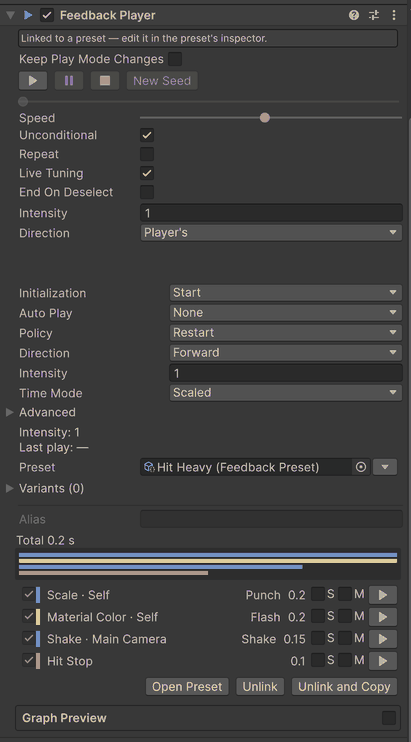 Feedback Player
Linked to a preset — edit it in the preset's inspector.
Keep Play Mode Changes
New Seed
Speed
Unconditional
Repeat
Live Tuning
End On Deselect
Intensity 1
Direction Player's
Initialization Start
Auto Play None
Policy Restart
Direction Forward
Intensity 1
Time Mode Scaled
Advanced
Intensity: 1
Last play: —
Preset Hit Heavy (Feedback Preset)
Variants (0)
Alias
Total 0.2 s
Scale · Self Punch 0.2 S M
Material Color · Self Flash 0.2 S M
Shake · Main Camera Shake 0.15 S M
Hit Stop 0.1 S M
Open Preset Unlink Unlink and Copy
Graph Preview